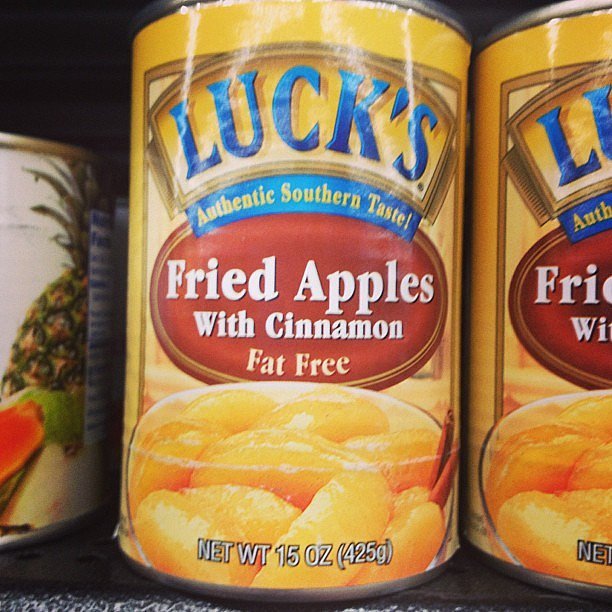 LUCK'S
Authentic Southern Taste!
Fried Apples
With Cinnamon
Fat Free
NET WT 15 OZ (425g)
LU
Auth
Fri
Wit
NET